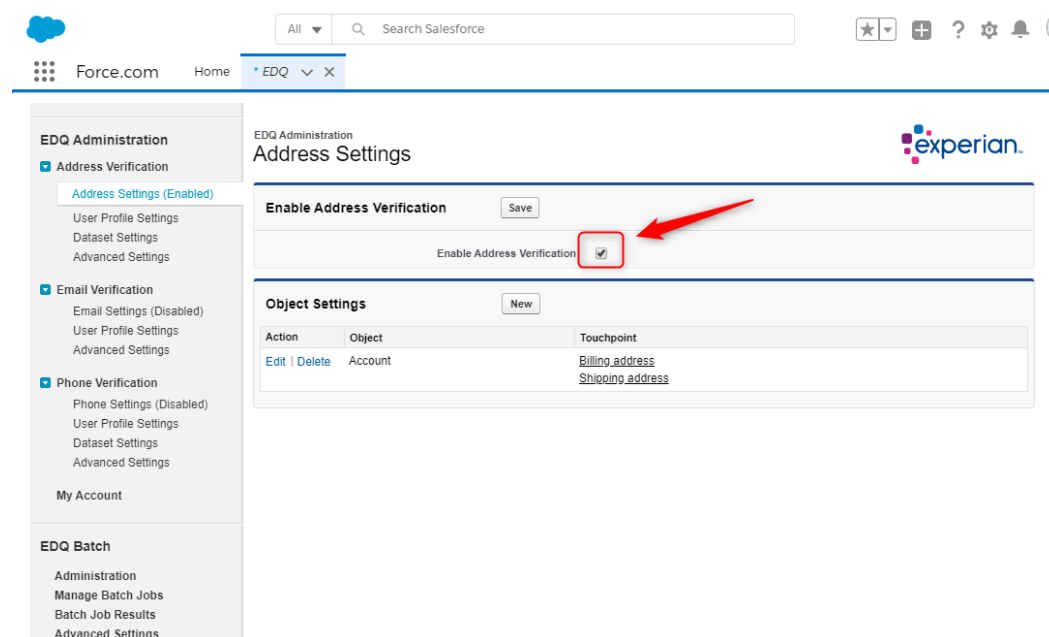 All
Search Salesforce
Force.com
Home
* EDQ
EDQ Administration
Address Verification
Address Settings (Enabled)
User Profile Settings
Dataset Settings
Advanced Settings
Email Verification
Email Settings (Disabled)
User Profile Settings
Advanced Settings
Phone Verification
Phone Settings (Disabled)
User Profile Settings
Dataset Settings
Advanced Settings
My Account
EDQ Batch
Administration
Manage Batch Jobs
Batch Job Results
Advanced Settings
EDQ Administration
Address Settings
experian.
Enable Address Verification Save
Enable Address Verification
Object Settings New
Action Object Touchpoint
Edit | Delete Account Billing address
Shipping address